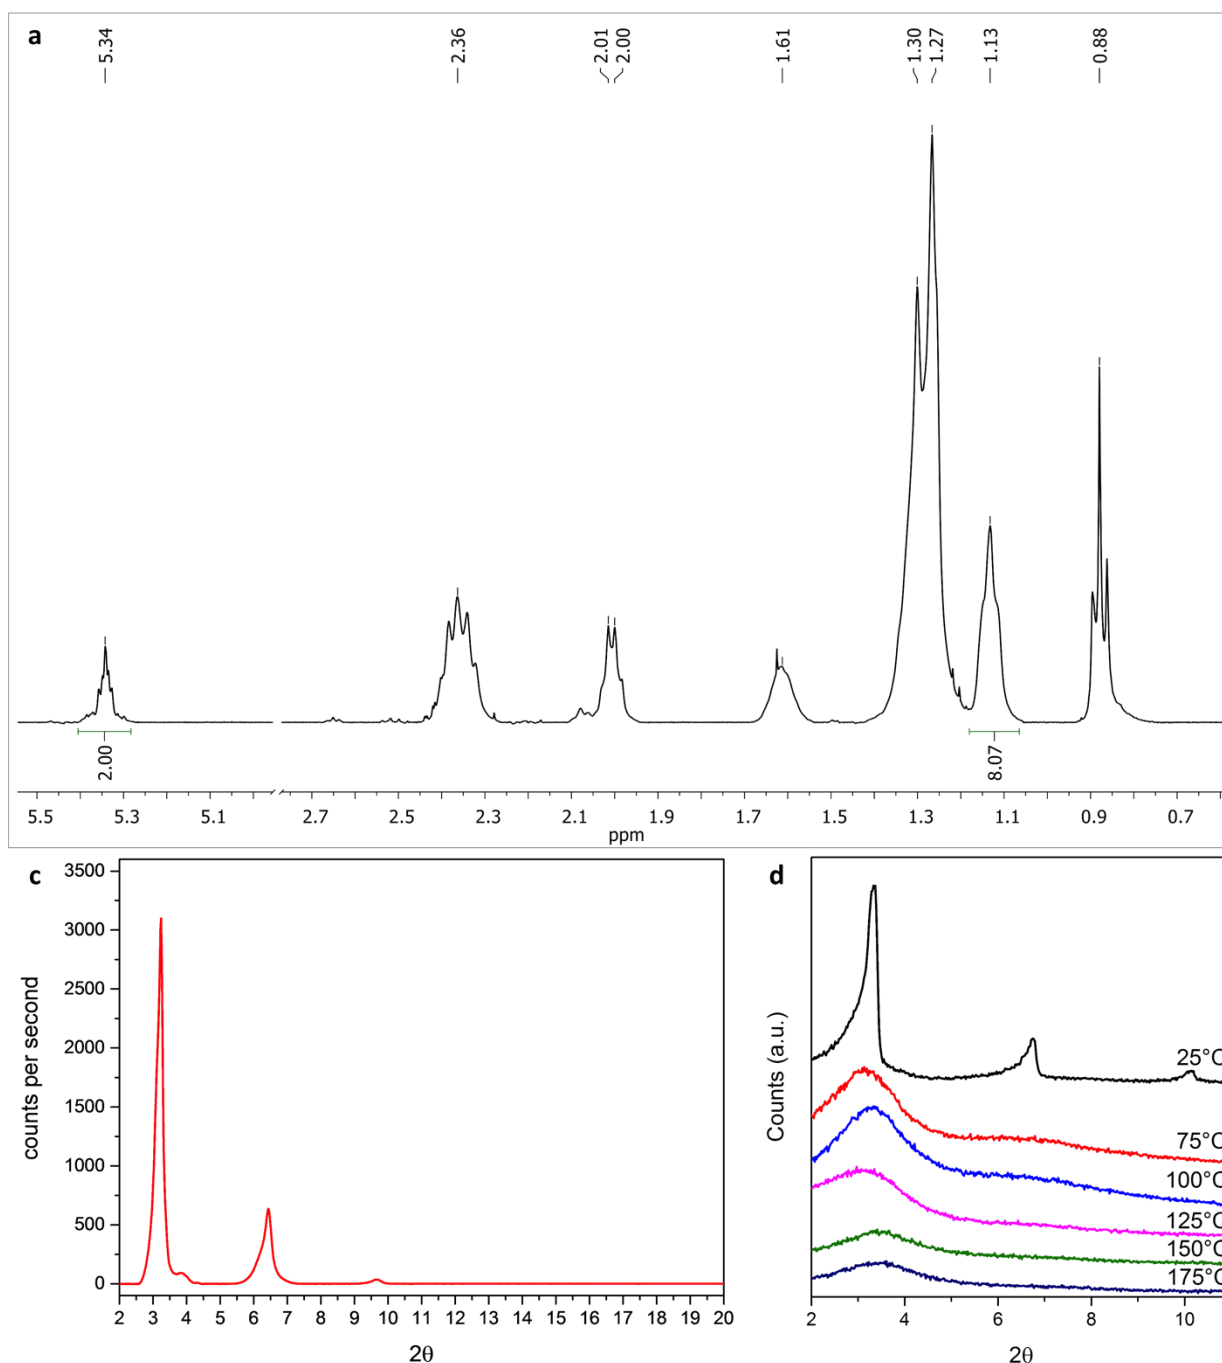 a
5.34
2.36
2.01
2.00
1.61
1.30
1.27
1.13
0.88
2.00
8.07
5.5 5.3 5.1 2.7 2.5 2.3 2.1 1.9 1.7 1.5 1.3 1.1 0.9 0.7
ppm
c
3500
3000
2500
2000
1500
1000
500
0
counts per second
2 3 4 5 6 7 8 9 10 11 12 13 14 15 16 17 18 19 20
2θ
d
Counts (a.u.)
25°C
75°C
100°C
125°C
150°C
175°C
2 4 6 8 10
2θ